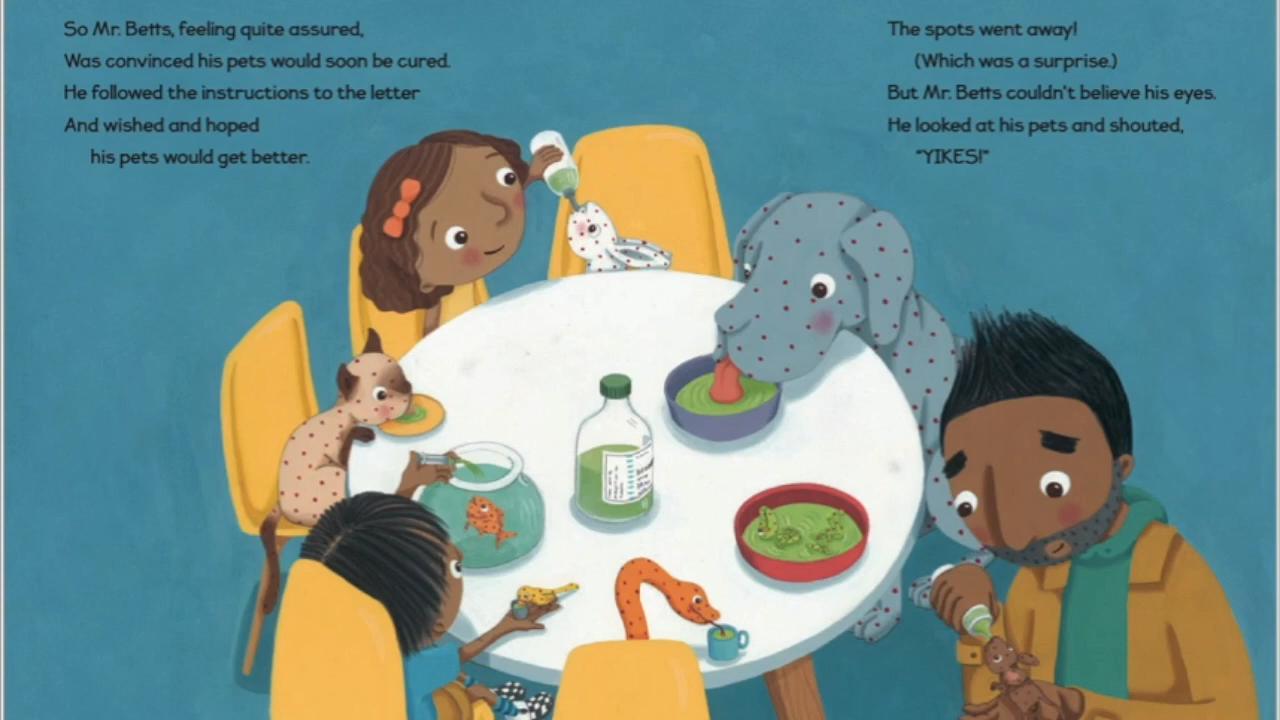 So Mr. Betts, feeling quite assured,
Was convinced his pets would soon be cured.
He followed the instructions to the letter
And wished and hoped
his pets would get better.
The spots went away!
(Which was a surprise.)
But Mr. Betts couldn't believe his eyes.
He looked at his pets and shouted,
"YIKES!"